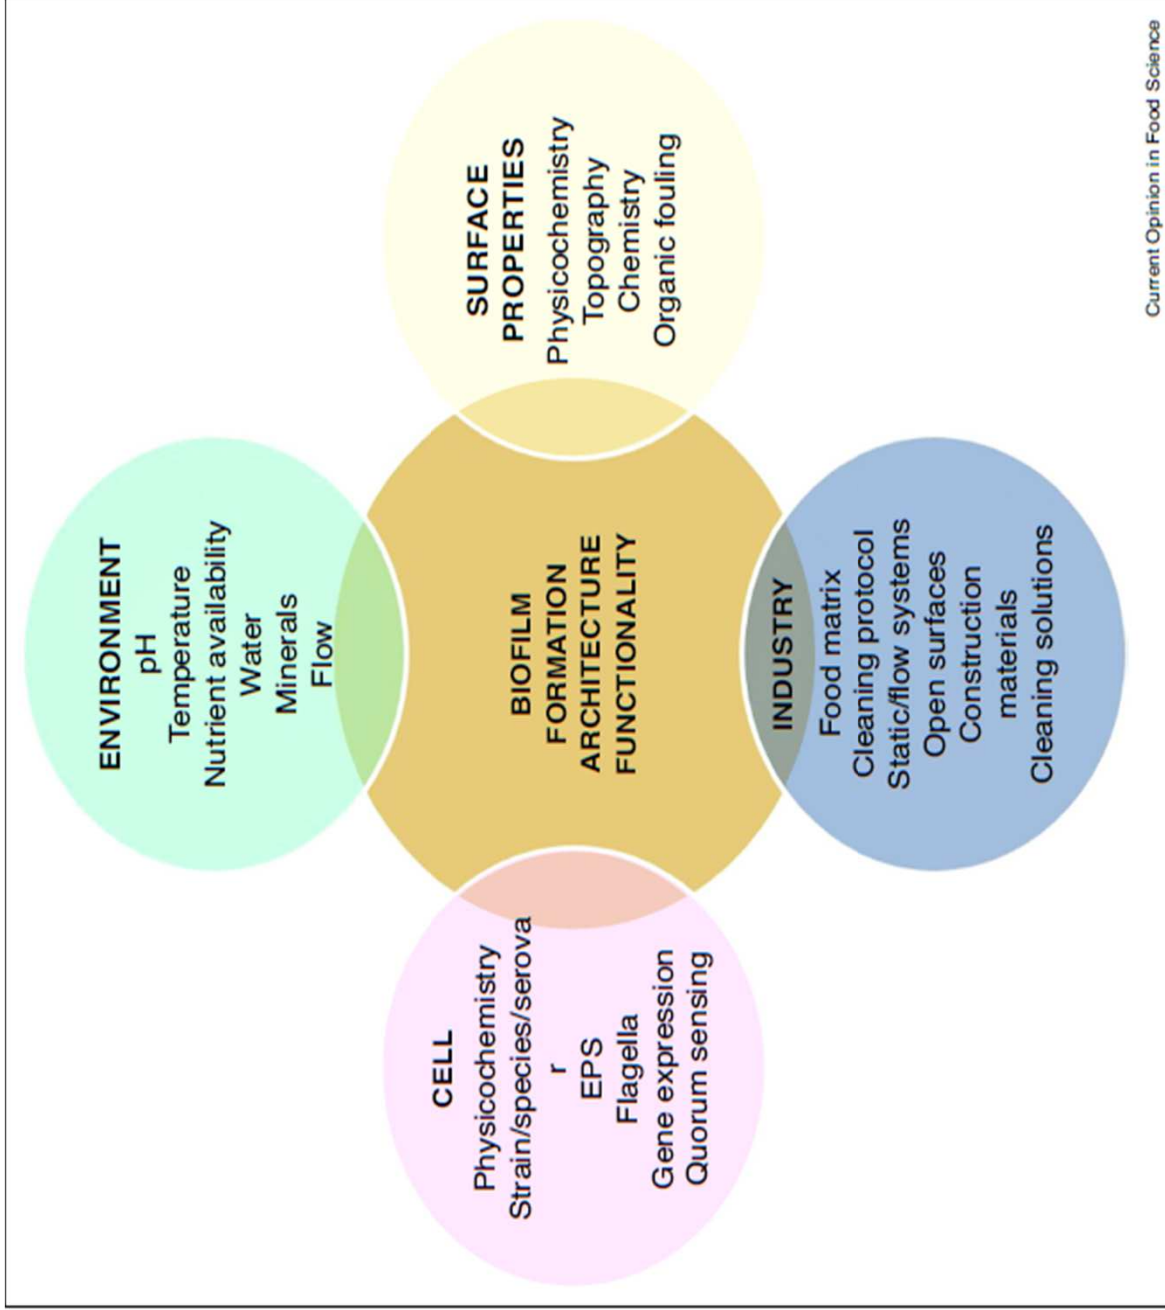 ENVIRONMENT
pH
Temperature
Nutrient availability
Water
Minerals
Flow
CELL
Physicochemistry
Strain/species/serova
r
EPS
Flagella
Gene expression
Quorum sensing
BIOFILM
FORMATION
ARCHITECTURE
FUNCTIONALITY
SURFACE
PROPERTIES
Physicochemistry
Topography
Chemistry
Organic fouling
INDUSTRY
Food matrix
Cleaning protocol
Static/flow systems
Open surfaces
Construction
materials
Cleaning solutions
Current Opinion in Food Science